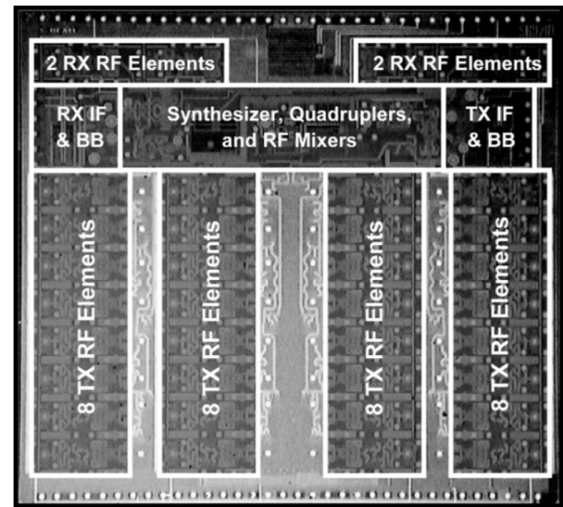 2 RX RF Elements
2 RX RF Elements
RX IF
& BB
Synthesizer, Quadruplers,
and RF Mixers
TX IF
& BB
8 TX RF Elements
8 TX RF Elements
8 TX RF Elements
8 TX RF Elements